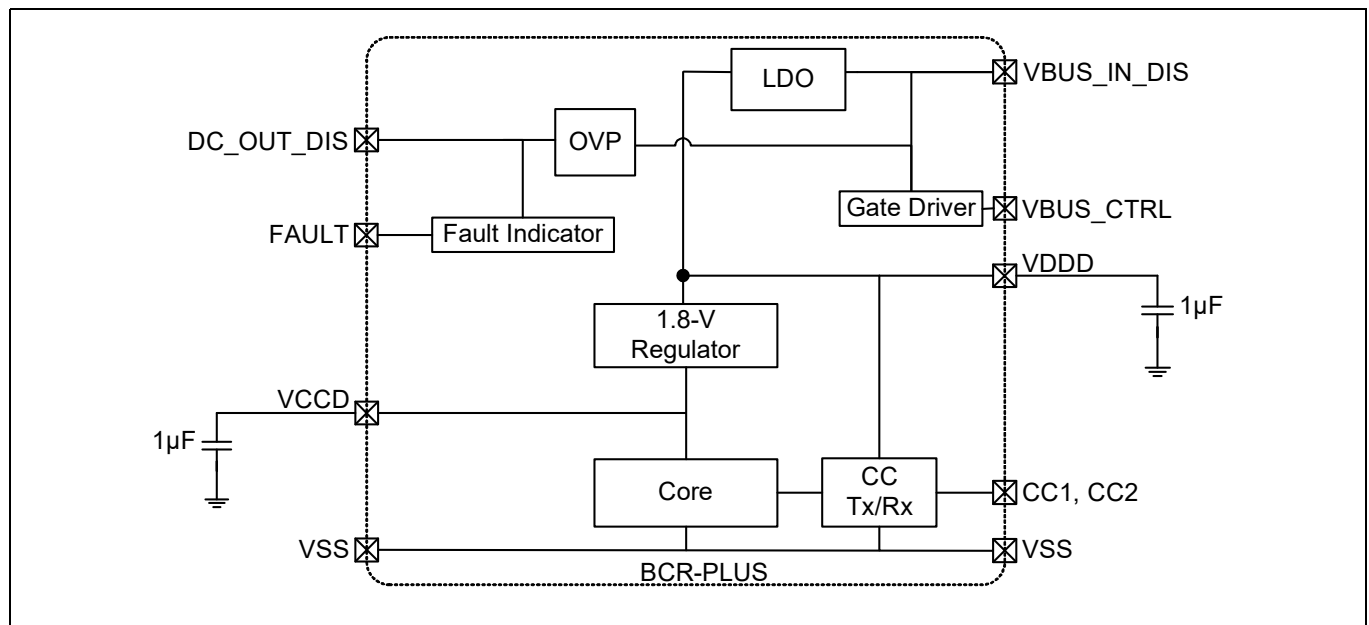 LDO
VBUS_IN_DIS
DC_OUT_DIS
OVP
Gate Driver
VBUS_CTRL
FAULT
Fault Indicator
VDDD
1µF
1.8-V
Regulator
VCCD
1µF
Core
CC
Tx/Rx
CC1, CC2
VSS
VSS
BCR-PLUS